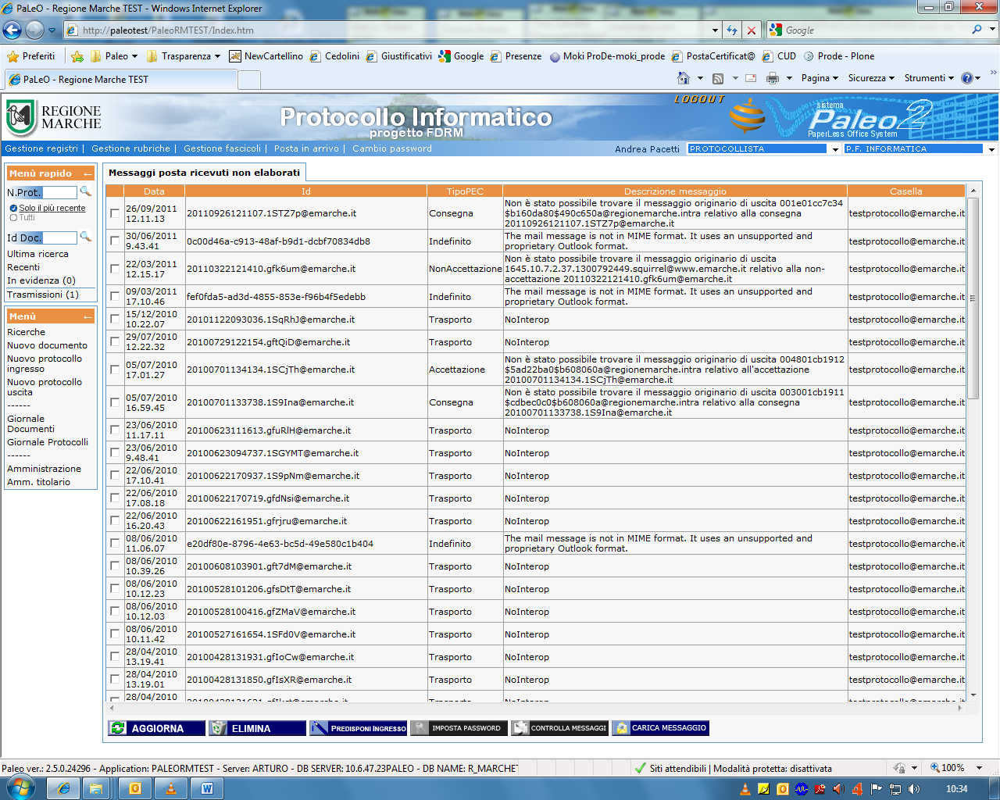 PaLeO - Regione Marche TEST - Windows Internet Explorer
http://paleotest/PaleoRMTEST/Index.htm
Google
Preferiti
Paleo
Trasparenza
NewCartellino
Cedolini
Giustificativi
Google
Presenze
Moki ProDe-moki_prode
PostaCertificat@
CUD
Prode - Plone
PaLeO - Regione Marche TEST
Pagina
Sicurezza
Strumenti
REGIONE
MARCHE
Protocollo Informatico
progetto FDRM
LOGOUT
sistema
Paleo2
PaperLess Office System
Gestione registri | Gestione rubriche | Gestione fascicoli | Posta in arrivo | Cambio password
Andrea Pacetti
PROTOCOLLISTA
P.F. INFORMATICA
Menù rapido ←
N.Prot.
Solo il più recente
Tutti
Id Doc.
Ultima ricerca
Recenti
In evidenza (0)
Trasmissioni (1)
Menù ←
Ricerche
Nuovo documento
Nuovo protocollo
ingresso
Nuovo protocollo
uscita
------
Giornale
Documenti
Giornale Protocolli
------
Amministrazione
Amm. titolario
Messaggi posta ricevuti non elaborati
Data Id TipoPEC Descrizione messaggio Casella
26/09/2011 12.11.13 20110926121107.1STZ7p@emarche.it Consegna Non è stato possibile trovare il messaggio originario di uscita 001e01cc7c34
$b160da80$490c650a@regionemarche.intra relativo alla consegna
20110926121107.1STZ7p@emarche.it testprotocollo@emarche.it
30/06/2011 9.43.41 0c00d46a-c913-48af-b9d1-dcbf70834db8 Indefinito The mail message is not in MIME format. It uses an unsupported and
proprietary Outlook format. testprotocollo@emarche.it
22/03/2011 12.15.17 20110322121410.gfk6um@emarche.it NonAccettazione Non è stato possibile trovare il messaggio originario di uscita
1645.10.7.2.37.1300792449.squirrel@www.emarche.it relativo alla non-
accettazione 20110322121410.gfk6um@emarche.it testprotocollo@emarche.it
09/03/2011 17.10.46 fef0fda5-ad3d-4855-853e-f96b4f5edebb Indefinito The mail message is not in MIME format. It uses an unsupported and
proprietary Outlook format. testprotocollo@emarche.it
15/12/2010 10.22.07 20101122093036.1SqRhJ@emarche.it Trasporto NoInterop testprotocollo@emarche.it
29/07/2010 12.22.32 20100729122154.gftQiD@emarche.it Trasporto NoInterop testprotocollo@emarche.it
05/07/2010 17.01.27 20100701134134.1SCjTh@emarche.it Accettazione Non è stato possibile trovare il messaggio originario di uscita 004801cb1912
$5ad22ba0$b608060a@regionemarche.intra relativo all'accettazione
20100701134134.1SCjTh@emarche.it testprotocollo@emarche.it
05/07/2010 16.59.45 20100701133738.1S9Ina@emarche.it Consegna Non è stato possibile trovare il messaggio originario di uscita 003001cb1911
$cdbec0c0$b608060a@regionemarche.intra relativo alla consegna
20100701133738.1S9Ina@emarche.it testprotocollo@emarche.it
23/06/2010 11.17.11 20100623111613.gfuRlH@emarche.it Trasporto NoInterop testprotocollo@emarche.it
23/06/2010 9.48.41 20100623094737.1SGYMT@emarche.it Trasporto NoInterop testprotocollo@emarche.it
22/06/2010 17.10.41 20100622170937.1S9pNm@emarche.it Trasporto NoInterop testprotocollo@emarche.it
22/06/2010 17.08.18 20100622170719.gfdNsi@emarche.it Trasporto NoInterop testprotocollo@emarche.it
22/06/2010 16.20.43 20100622161951.gfrjru@emarche.it Trasporto NoInterop testprotocollo@emarche.it
08/06/2010 11.06.07 e20df80e-8796-4e63-bc5d-49e580c1b404 Indefinito The mail message is not in MIME format. It uses an unsupported and
proprietary Outlook format. testprotocollo@emarche.it
08/06/2010 10.39.26 20100608103901.gft7dM@emarche.it Trasporto NoInterop testprotocollo@emarche.it
08/06/2010 10.12.23 20100528101206.gfsDtT@emarche.it Trasporto NoInterop testprotocollo@emarche.it
08/06/2010 10.12.03 20100528100416.gfZMaV@emarche.it Trasporto NoInterop testprotocollo@emarche.it
08/06/2010 10.11.42 20100527161654.1SFd0V@emarche.it Trasporto NoInterop testprotocollo@emarche.it
28/04/2010 13.19.41 20100428131931.gfIoCw@emarche.it Trasporto NoInterop testprotocollo@emarche.it
28/04/2010 13.19.01 20100428131850.gfIsXR@emarche.it Trasporto NoInterop testprotocollo@emarche.it
28/04/2010 Trasporto NoInterop testprotocollo@emarche.it
AGGIORNA
ELIMINA
PREDISPONI INGRESSO
IMPOSTA PASSWORD
CONTROLLA MESSAGGI
CARICA MESSAGGIO
Paleo ver.: 2.5.0.24296 - Application: PALEORMTEST - Server: ARTURO - DB SERVER: 10.6.47.23PALEO - DB NAME: R_MARCHET
Siti attendibili | Modalità protetta: disattivata
100%
10:34